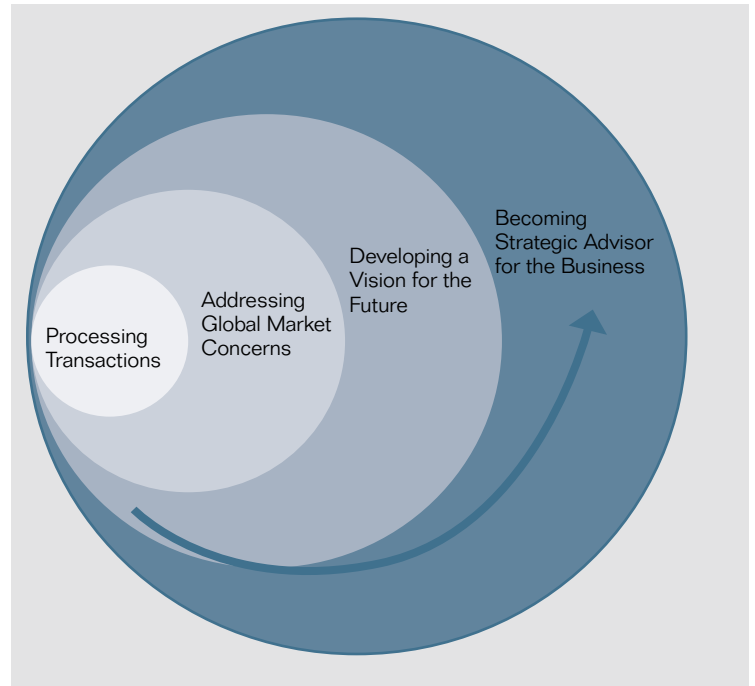 Processing
Transactions
Addressing
Global Market
Concerns
Developing a
Vision for the
Future
Becoming
Strategic Advisor
for the Business